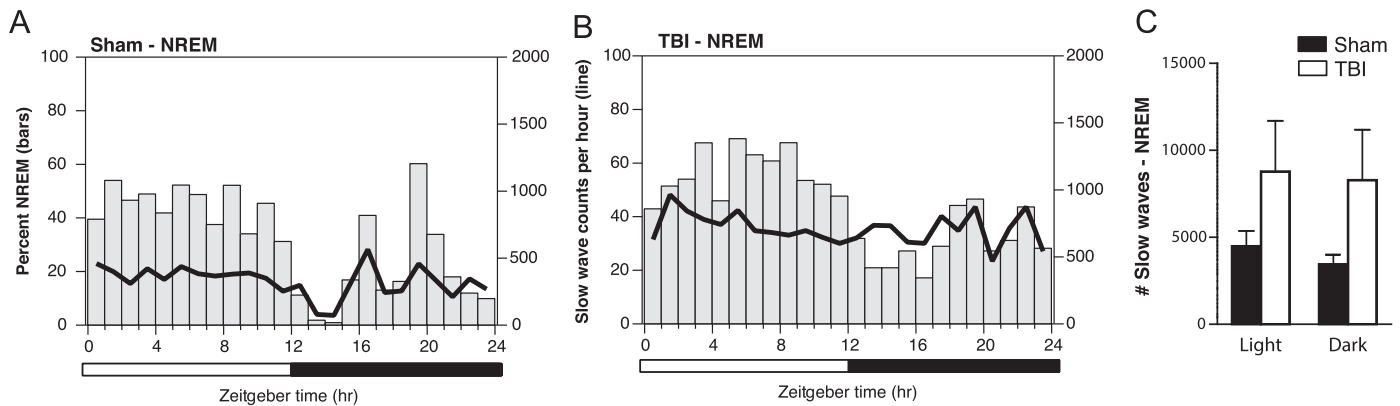 A
Sham - NREM
Percent NREM (bars)
100
80
60
40
20
0
2000
1500
1000
500
0
0 4 8 12 16 20 24
Zeitgeber time (hr)
B
TBI - NREM
Slow wave counts per hour (line)
100
80
60
40
20
0
2000
1500
1000
500
0
0 4 8 12 16 20 24
Zeitgeber time (hr)
C
Sham
TBI
# Slow waves - NREM
15000
10000
5000
0
Light Dark